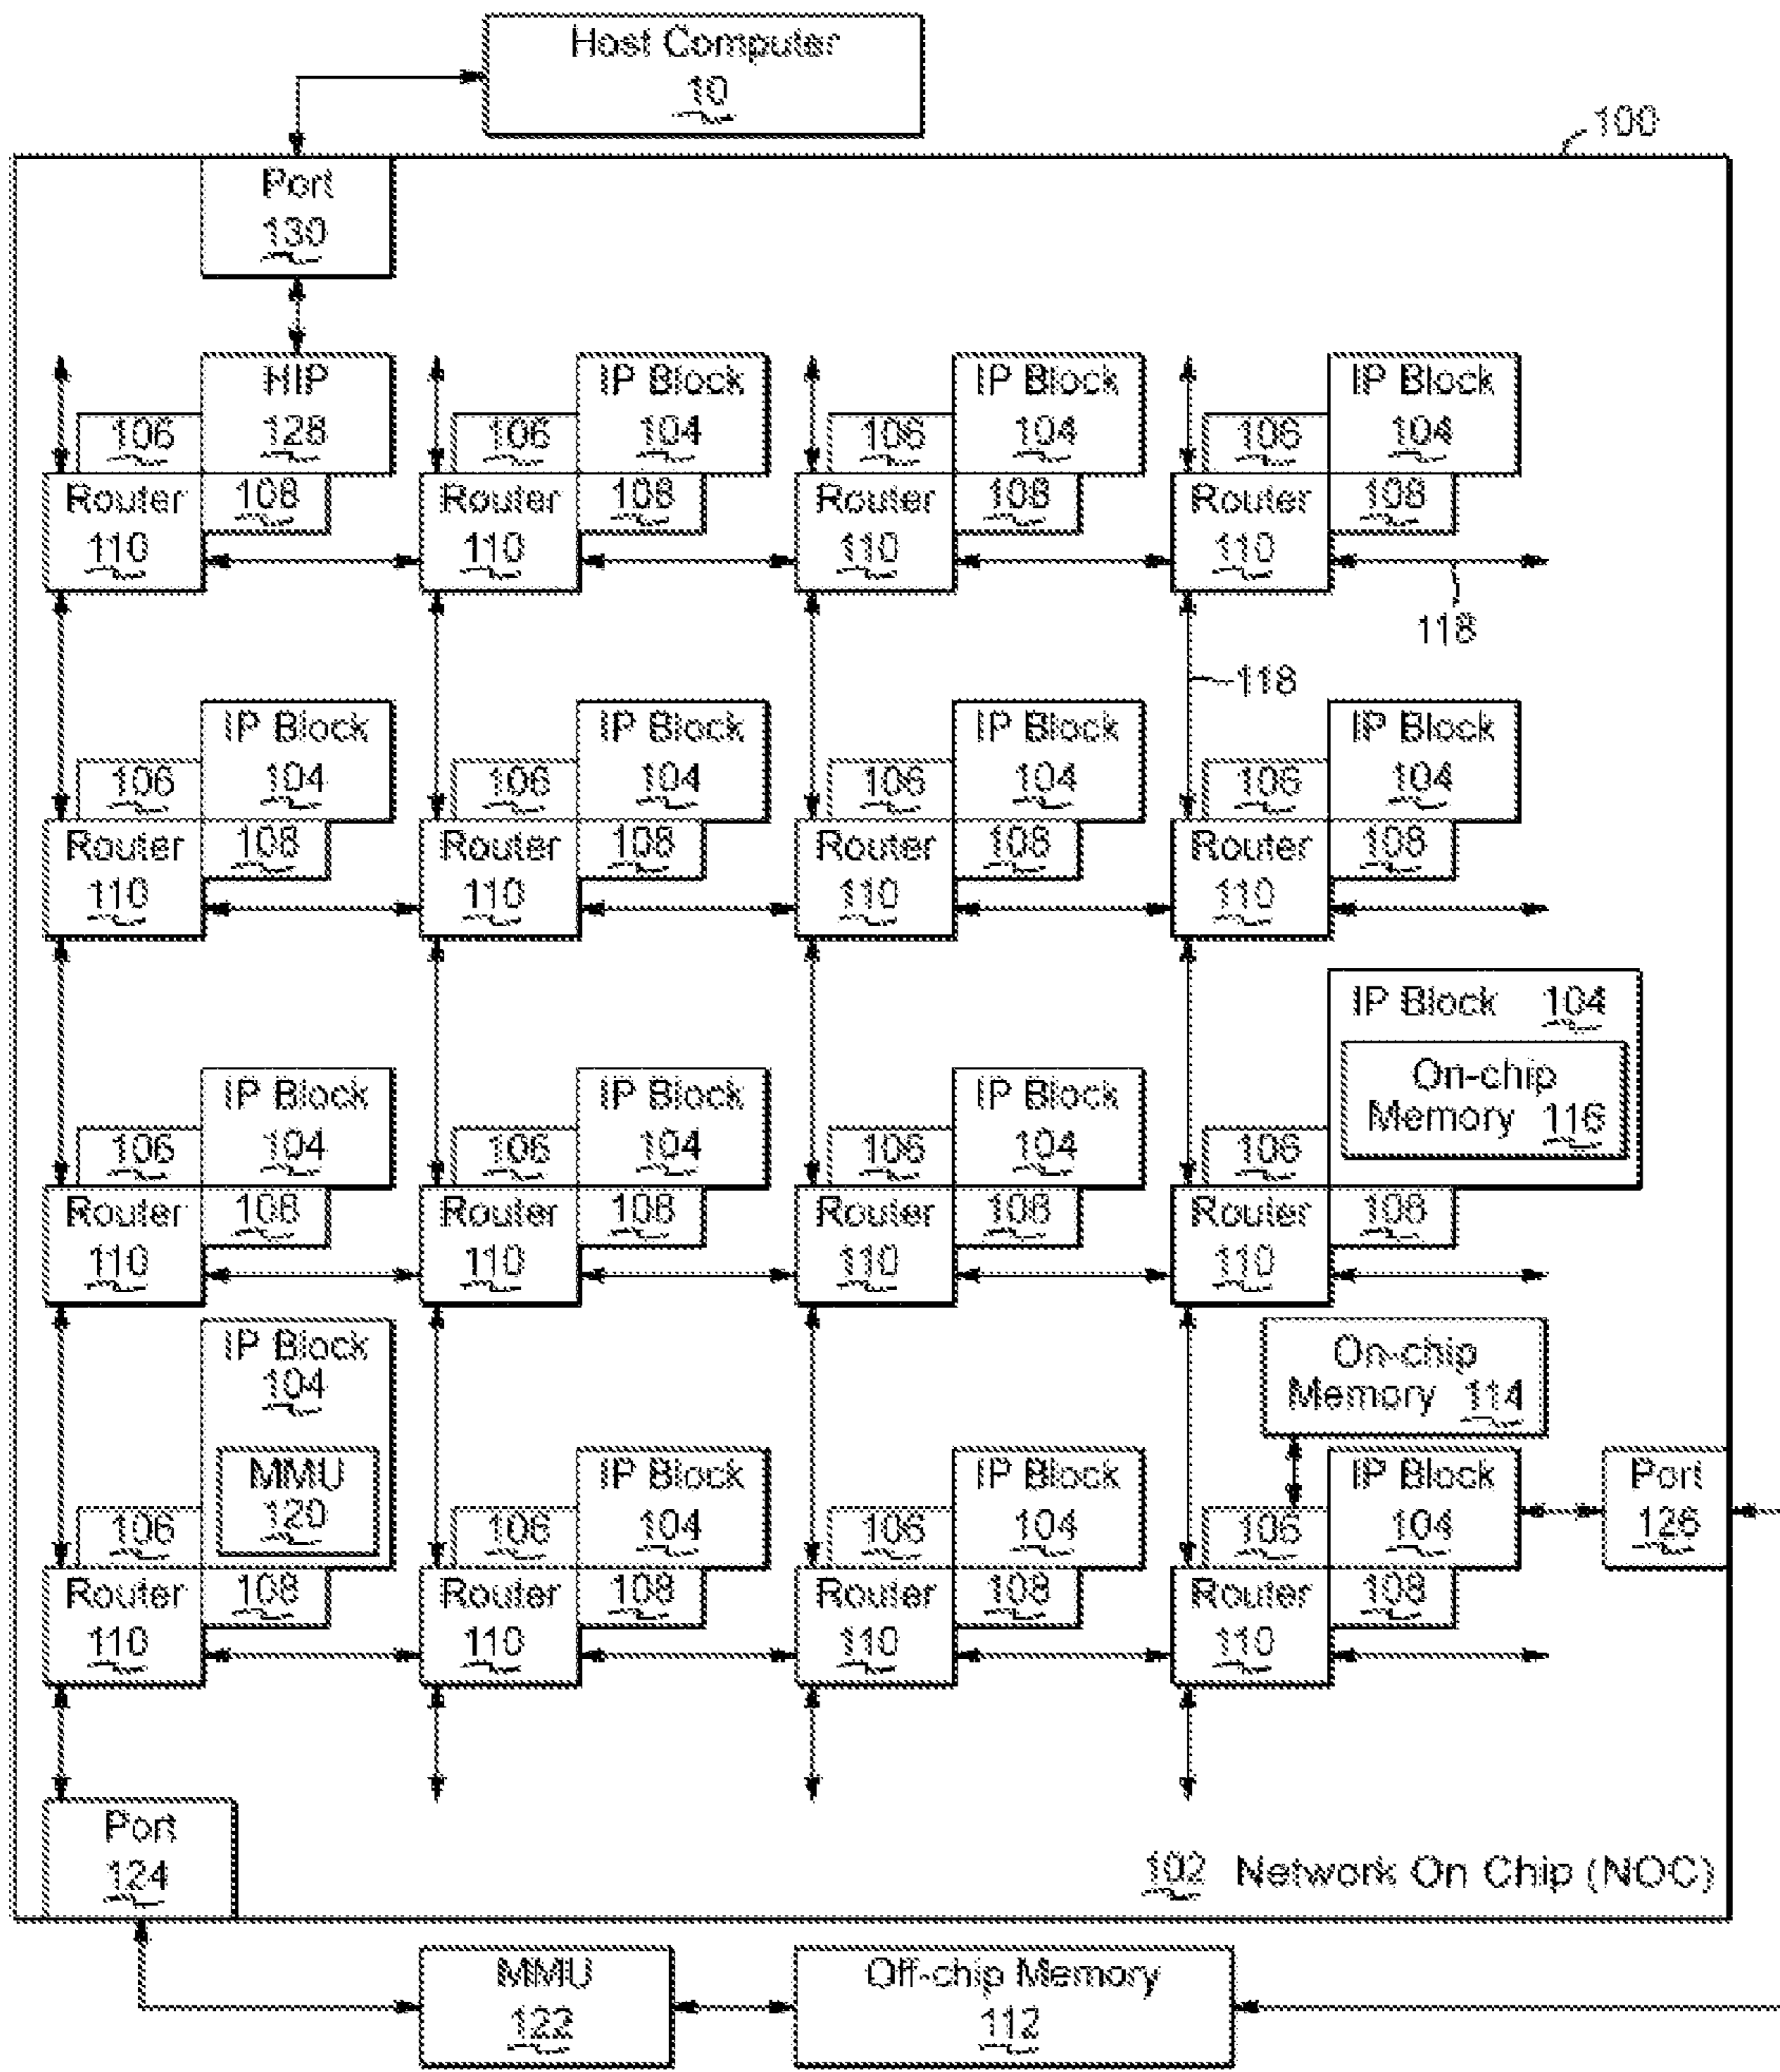 Host Computer
10
100
Port
130
HIP
128
IP Block
104
IP Block
104
IP Block
104
106
106
106
106
Router
110
108
Router
110
108
Router
110
108
Router
110
108
118
118
IP Block
104
IP Block
104
IP Block
104
IP Block
104
106
106
106
106
Router
110
108
Router
110
108
Router
110
108
Router
110
108
IP Block 104
On-chip
Memory 116
IP Block
104
IP Block
104
IP Block
104
106
106
106
106
Router
110
108
Router
110
108
Router
110
108
Router
110
108
IP Block
104
MMU
120
On-chip
Memory 114
IP Block
104
IP Block
104
IP Block
104
Port
126
106
106
106
106
Router
110
108
Router
110
108
Router
110
108
Router
110
108
Port
124
102 Network On Chip (NOC)
MMU
122
Off-chip Memory
112